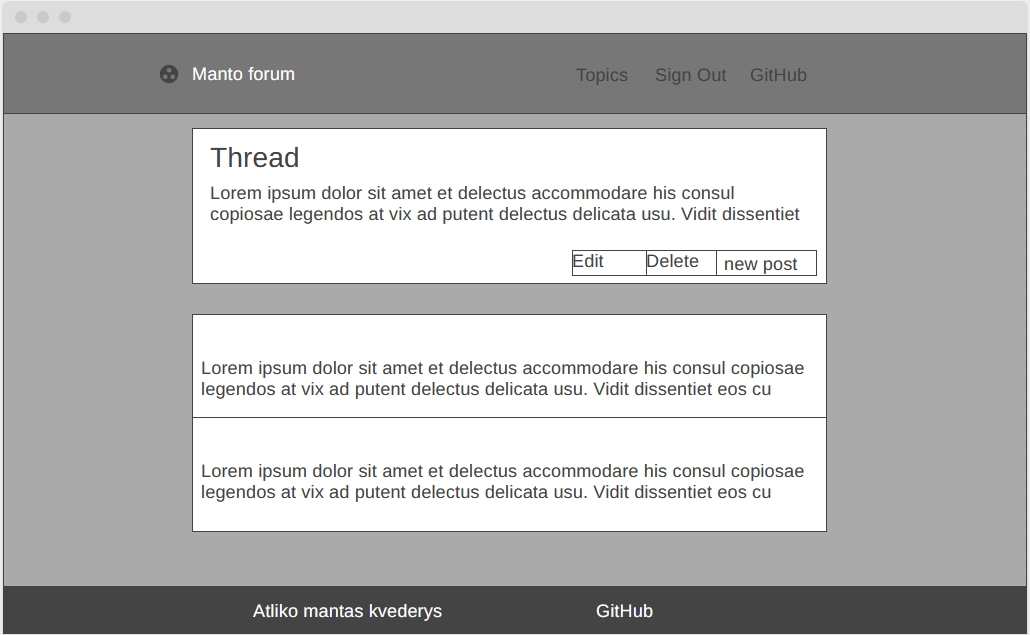 Manto forum
Topics Sign Out GitHub
Thread
Lorem ipsum dolor sit amet et delectus accommodare his consul
copiosae legendos at vix ad putent delectus delicata usu. Vidit dissentiet
Edit Delete new post
Lorem ipsum dolor sit amet et delectus accommodare his consul copiosae
legendos at vix ad putent delectus delicata usu. Vidit dissentiet eos cu
Lorem ipsum dolor sit amet et delectus accommodare his consul copiosae
legendos at vix ad putent delectus delicata usu. Vidit dissentiet eos cu
Atliko mantas kvederys GitHub